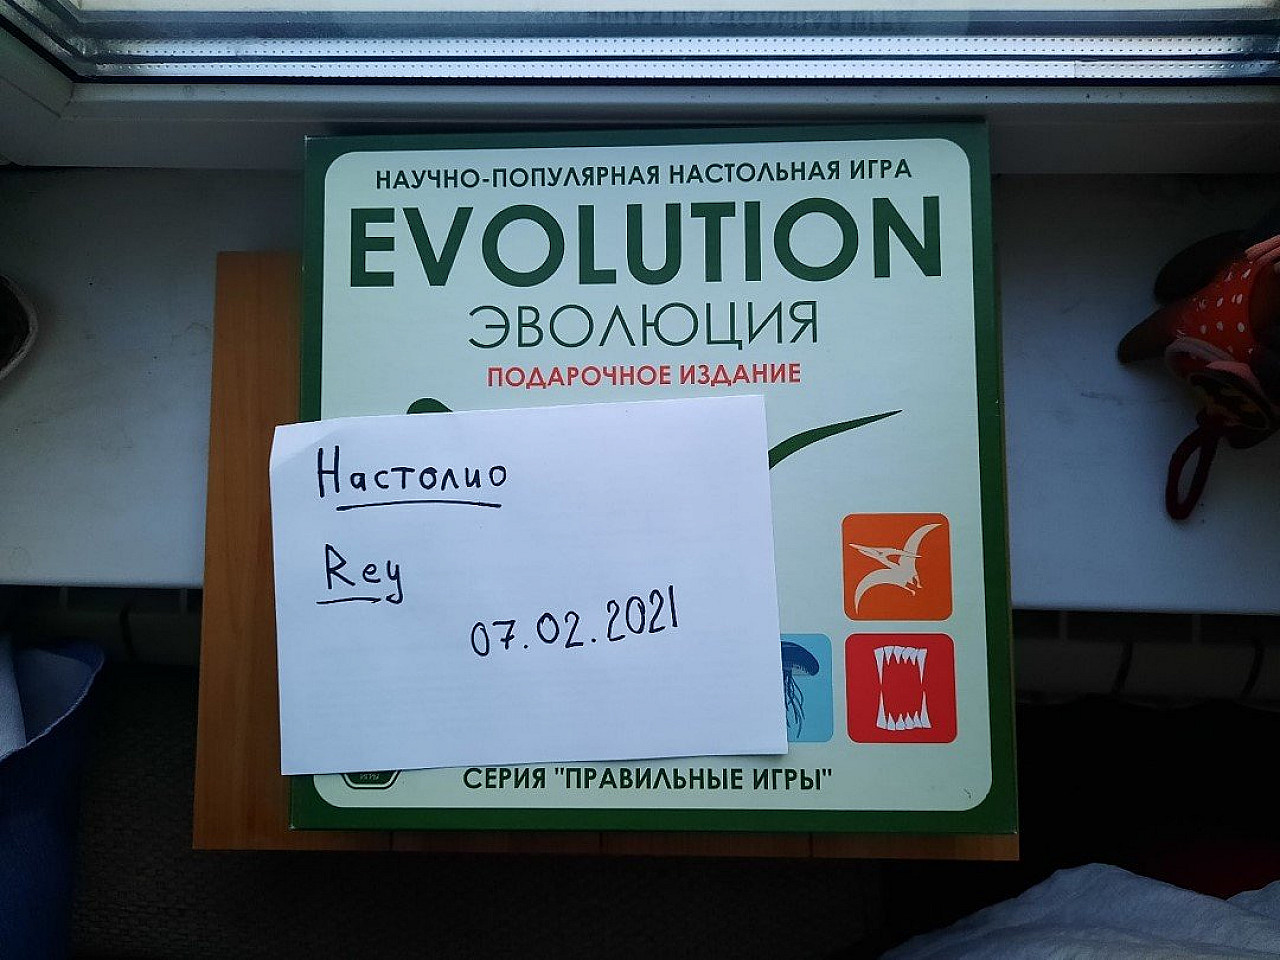 НАУЧНО-ПОПУЛЯРНАЯ НАСТОЛЬНАЯ ИГРА
EVOLUTION
ЭВОЛЮЦИЯ
ПОДАРОЧНОЕ ИЗДАНИЕ
Настолио
Rey
07.02.2021
СЕРИЯ "ПРАВИЛЬНЫЕ ИГРЫ"